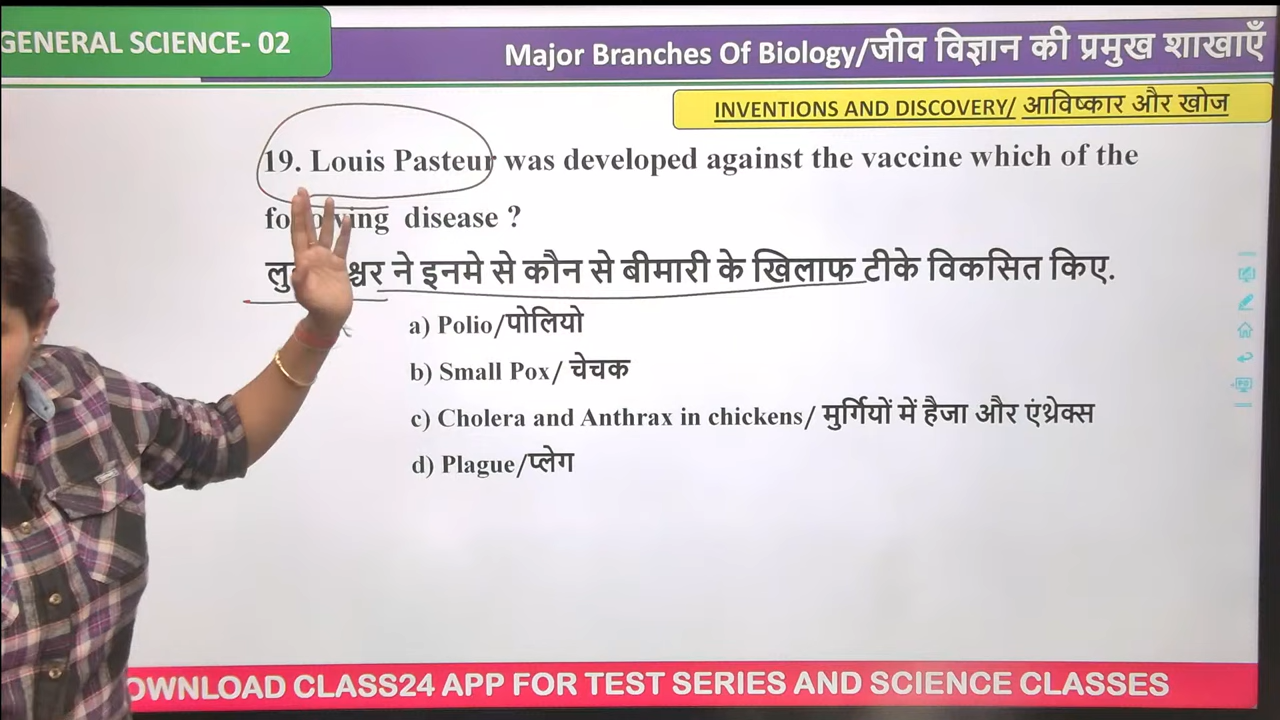 GENERAL SCIENCE- 02
Major Branches Of Biology/जीव विज्ञान की प्रमुख शाखाएँ
INVENTIONS AND DISCOVERY/ आविष्कार और खोज
19. Louis Pasteur was developed against the vaccine which of the
disease ?
ने इनमे से कौन से बीमारी के खिलाफ टीके विकसित किए.
a) Polio/पोलियो
b) Small Pox/ चेचक
c) Cholera and Anthrax in chickens/ मुर्गियों में हैजा और एंथ्रेक्स
d) Plague/प्लेग
OWNLOAD CLASS24 APP FOR TEST SERIES AND SCIENCE CLASSES